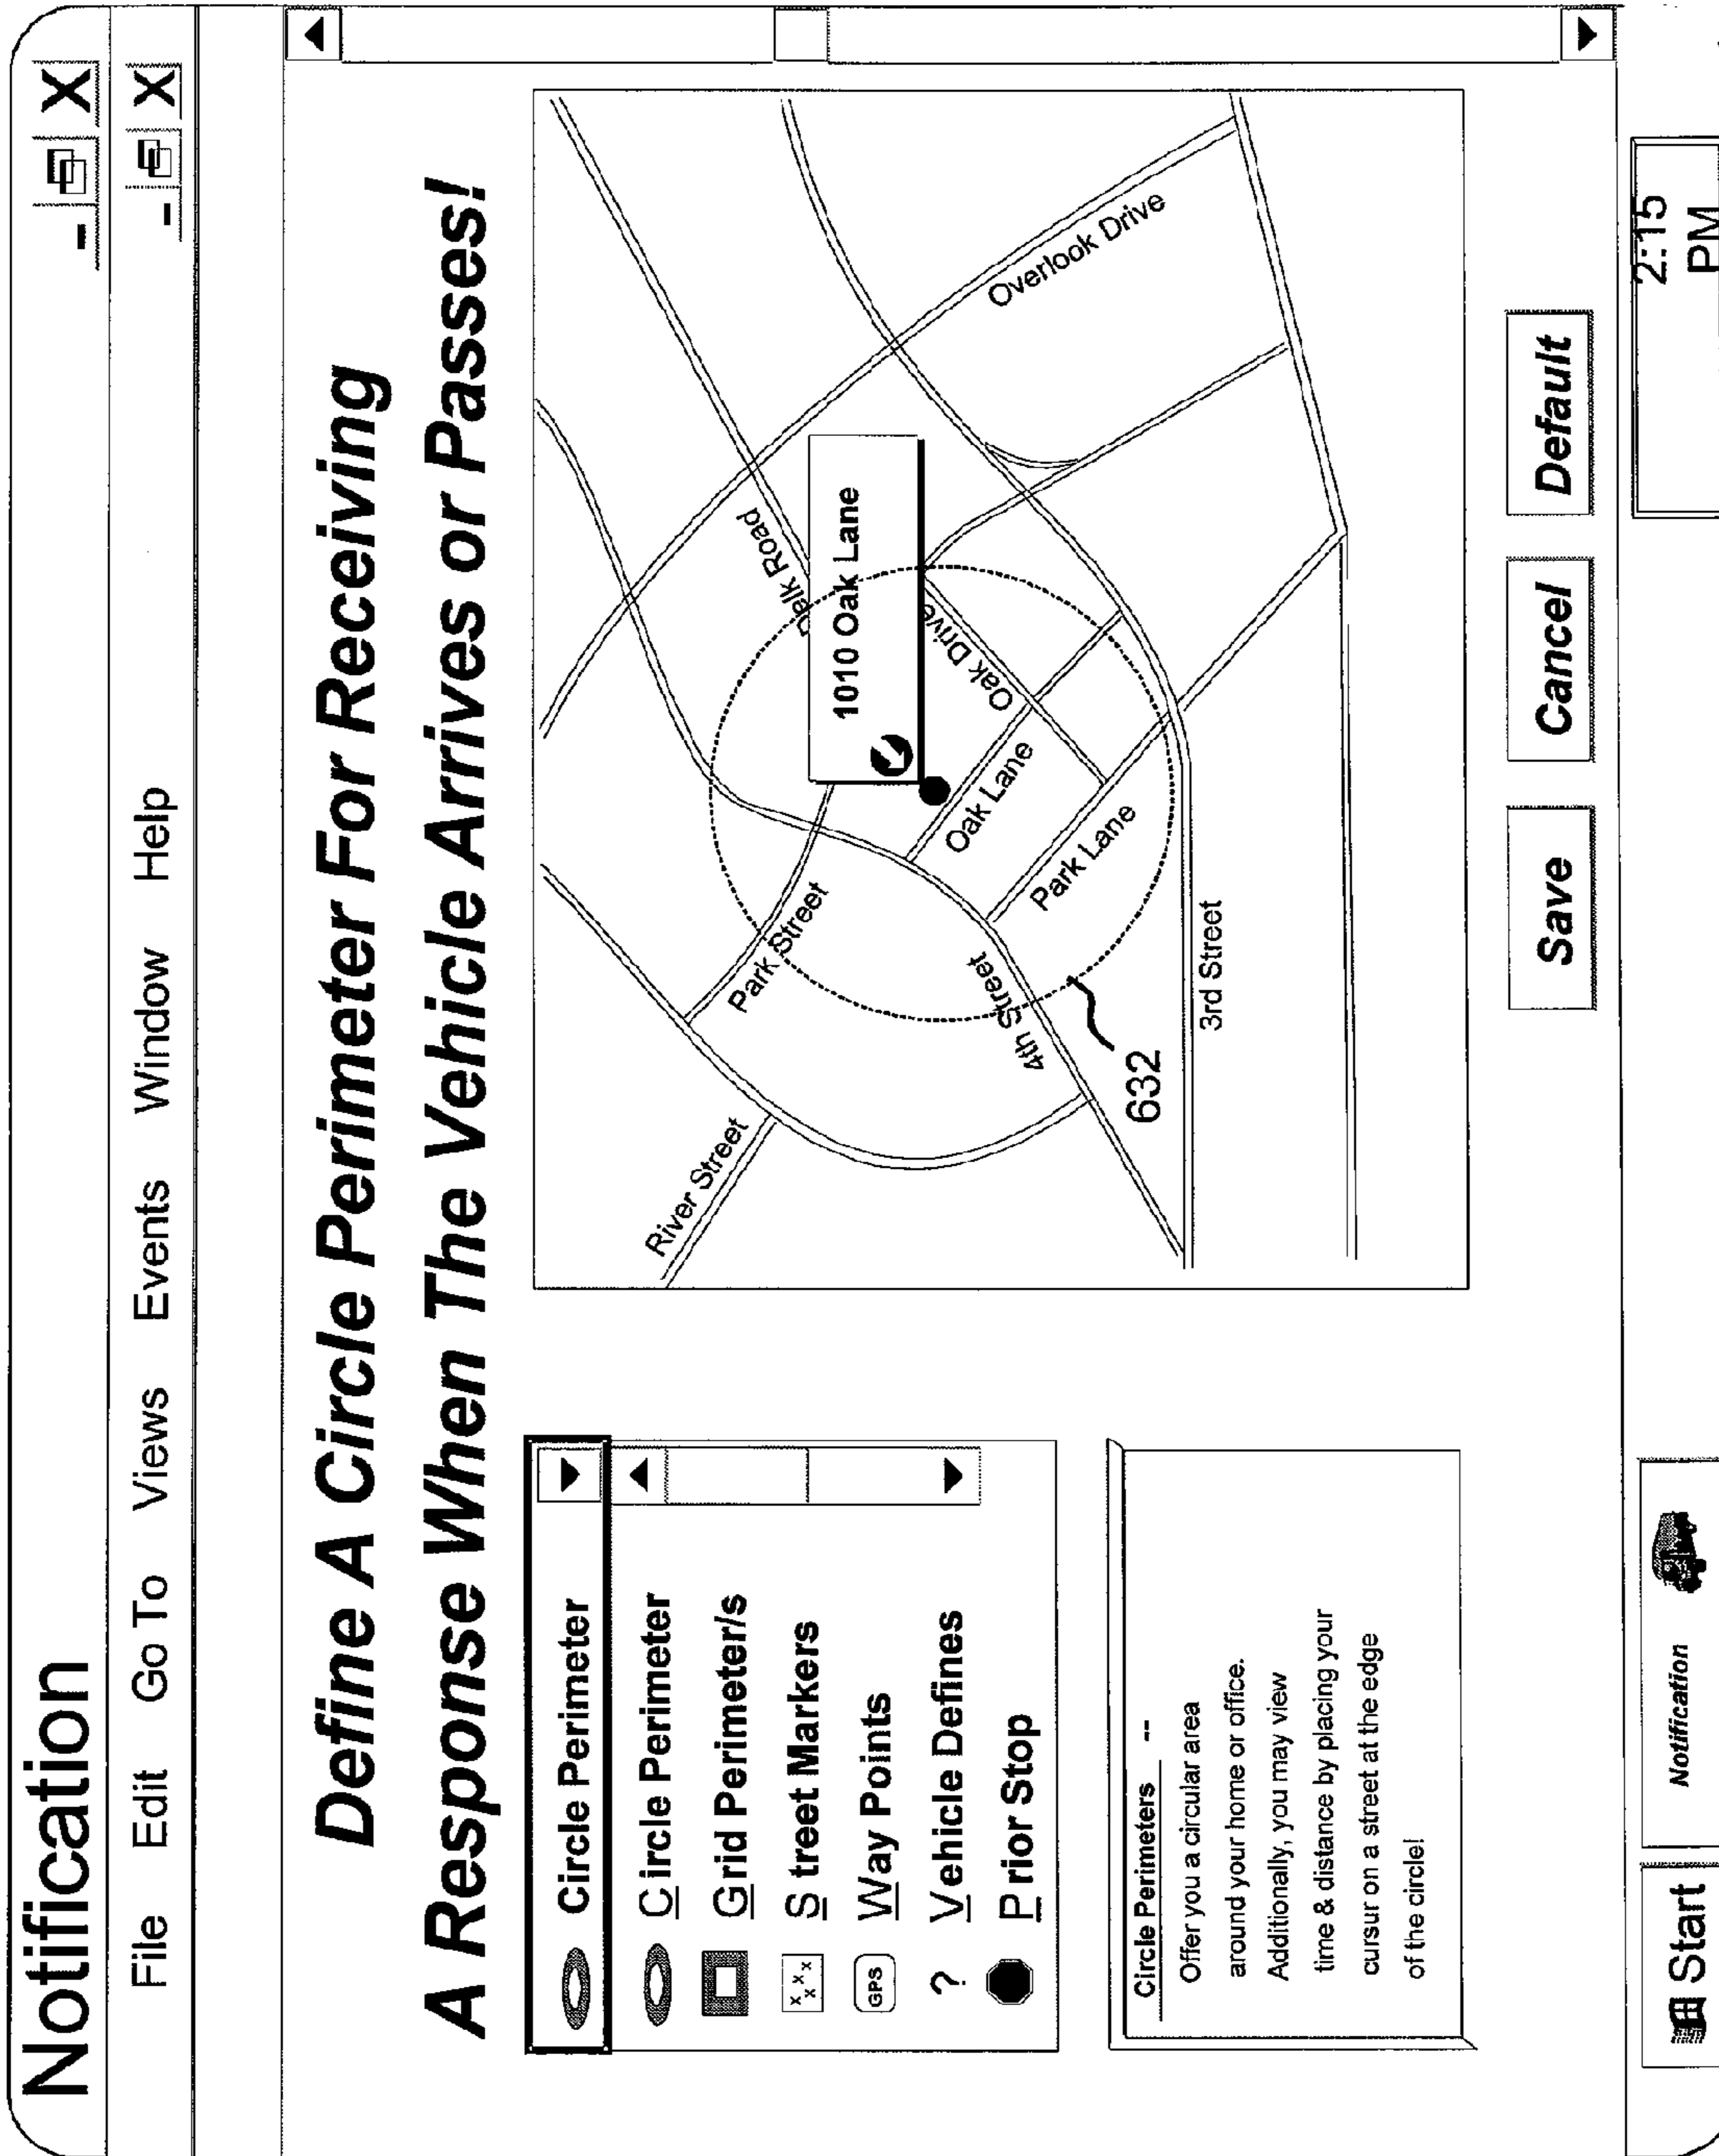 Notification
File Edit Go To Views Events Window Help
Define A Circle Perimeter For Receiving
A Response When The Vehicle Arrives or Passes!
Circle Perimeter
Circle Perimeter
Grid Perimeter/s
Street Markers
GPS
Way Points
? Vehicle Defines
Prior Stop
Circle Perimeters --
Offer you a circular area
around your home or office.
Additionally, you may view
time & distance by placing your
cursur on a street at the edge
of the circle!
River Street
Park Street
Delk Road
1010 Oak Lane
Oak Drive
Oak Lane
Park Lane
4th Street
632
3rd Street
Overlook Drive
Save
Cancel
Default
Start
Notification
2:15
PM